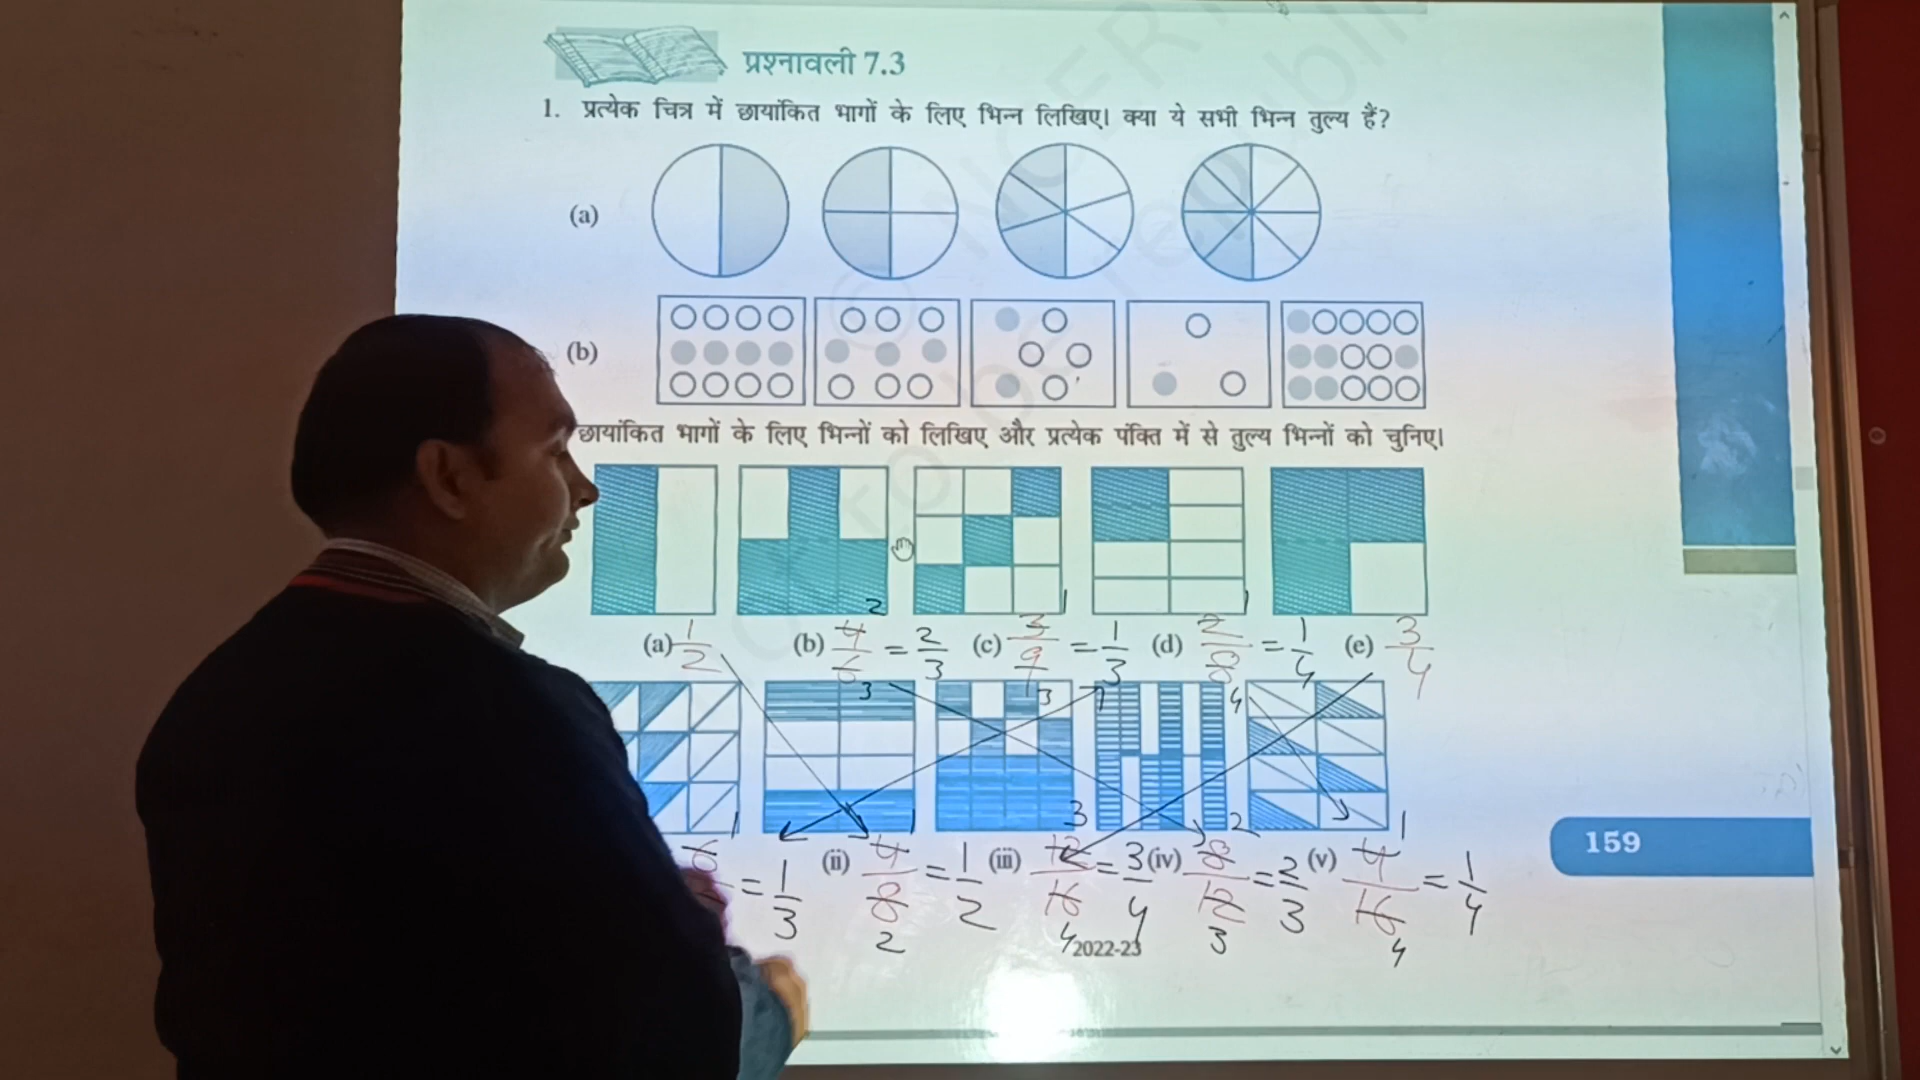 प्रश्नावली 7.3
1. प्रत्येक चित्र में छायांकित भागों के लिए भिन्न लिखिए। क्या ये सभी भिन्न तुल्य हैं?
(a)
(b)
छायांकित भागों के लिए भिन्नों को लिखिए और प्रत्येक पंक्ति में से तुल्य भिन्नों को चुनिए।
(a) 1/2 (b) 4/6 = 2/3 (c) 3/9 = 1/3 (d) 2/8 = 1/4 (e) 3/4
= 1/3 (ii) 4/8 = 1/2 (iii) 12/16 = 3/4 (iv) 8/12 = 2/3 (v) 4/16 = 1/4
159
2022-23